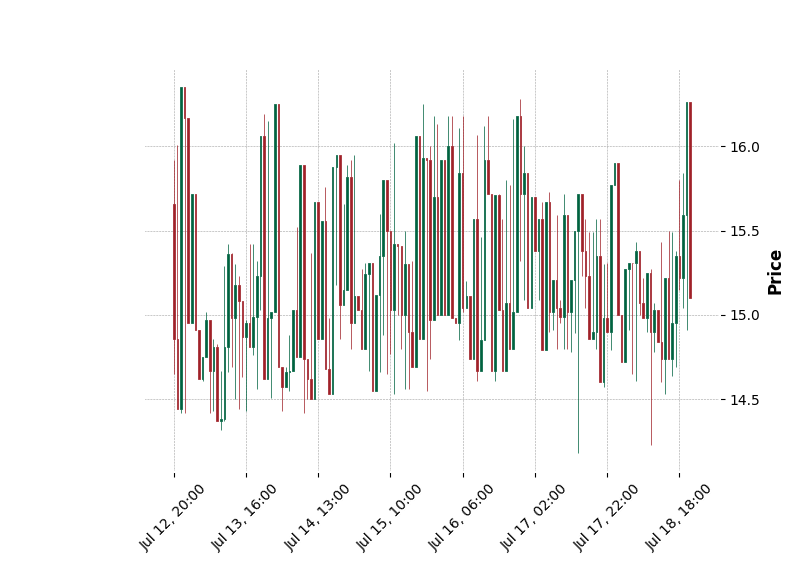 16.0
15.5
15.0
14.5
Price
Jul 12, 20:00
Jul 13, 16:00
Jul 14, 13:00
Jul 15, 10:00
Jul 16, 06:00
Jul 17, 02:00
Jul 17, 22:00
Jul 18, 18:00